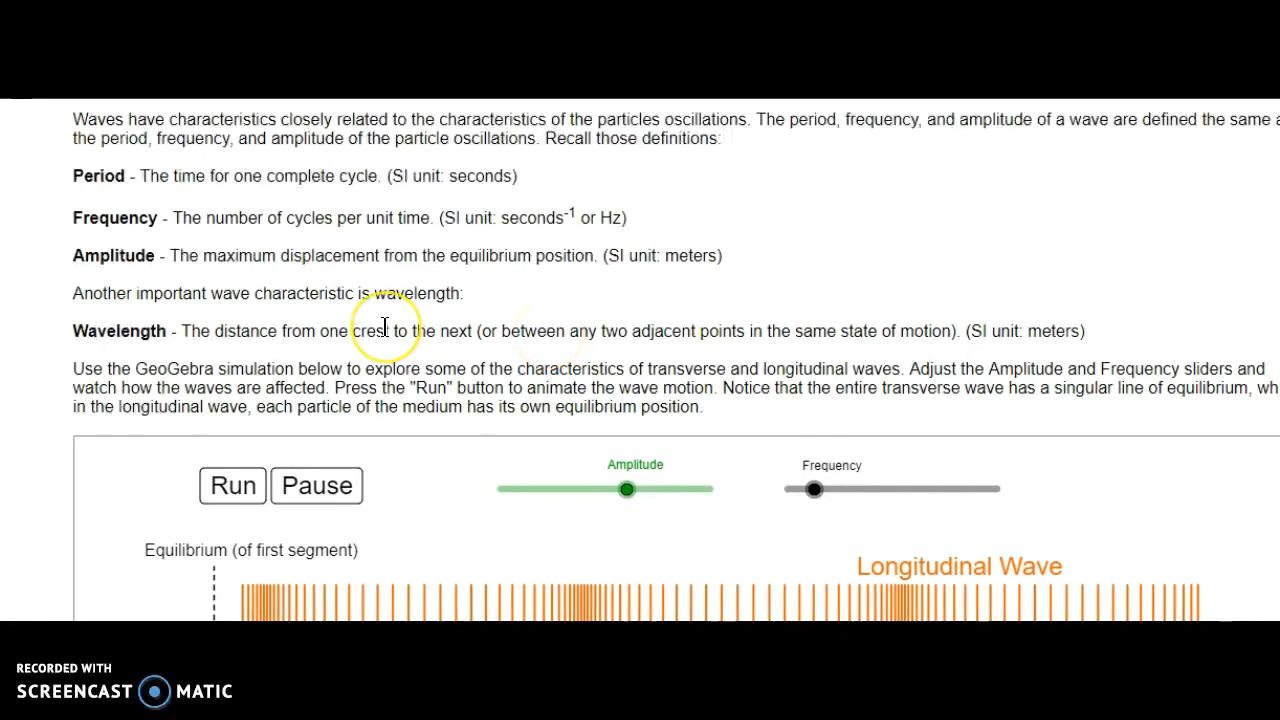 Waves have characteristics closely related to the characteristics of the particles oscillations. The period, frequency, and amplitude of a wave are defined the same a
the period, frequency, and amplitude of the particle oscillations. Recall those definitions:
Period - The time for one complete cycle. (SI unit: seconds)
Frequency - The number of cycles per unit time. (SI unit: seconds⁻¹ or Hz)
Amplitude - The maximum displacement from the equilibrium position. (SI unit: meters)
Another important wave characteristic is wavelength:
Wavelength - The distance from one crest to the next (or between any two adjacent points in the same state of motion). (SI unit: meters)
Use the GeoGebra simulation below to explore some of the characteristics of transverse and longitudinal waves. Adjust the Amplitude and Frequency sliders and
watch how the waves are affected. Press the "Run" button to animate the wave motion. Notice that the entire transverse wave has a singular line of equilibrium, wh
in the longitudinal wave, each particle of the medium has its own equilibrium position.
Amplitude Frequency
Run Pause
Equilibrium (of first segment)
Longitudinal Wave
RECORDED WITH
SCREENCAST MATIC